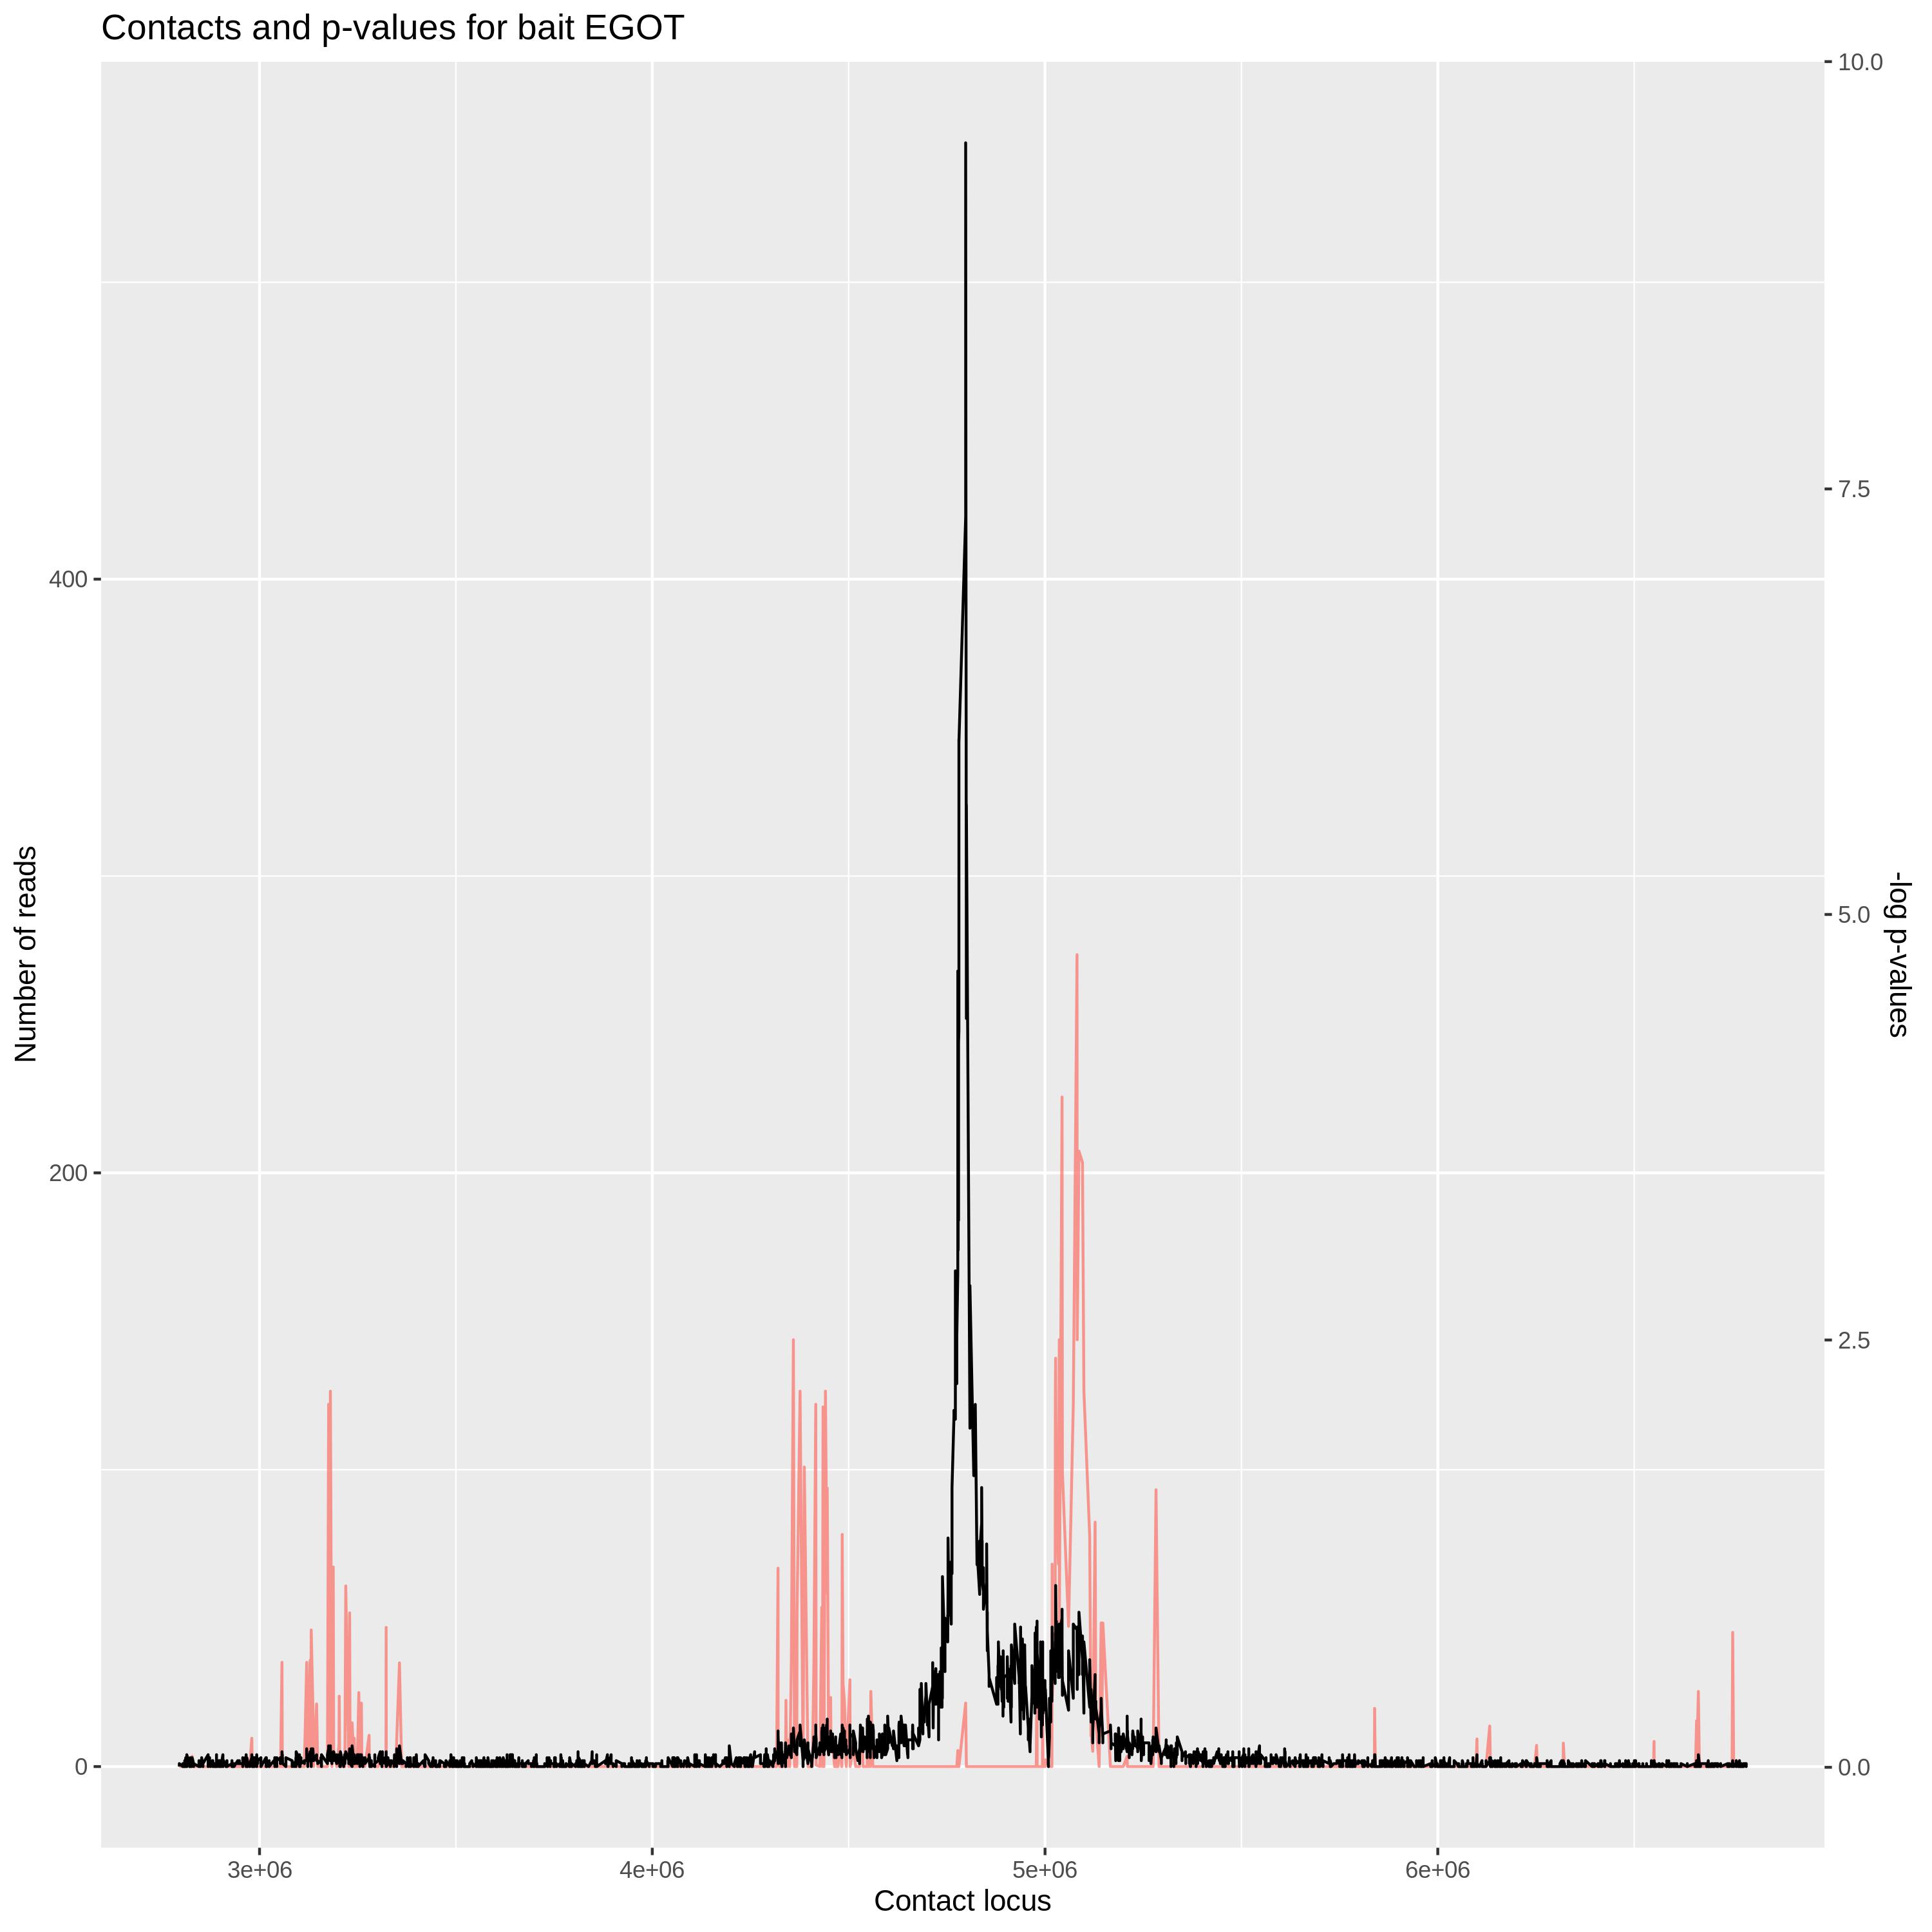 Contacts and p-values for bait EGOT
10.0
7.5
400
5.0
Number of reads
-log p-values
200
2.5
0
0.0
3e+06 4e+06 5e+06 6e+06
Contact locus